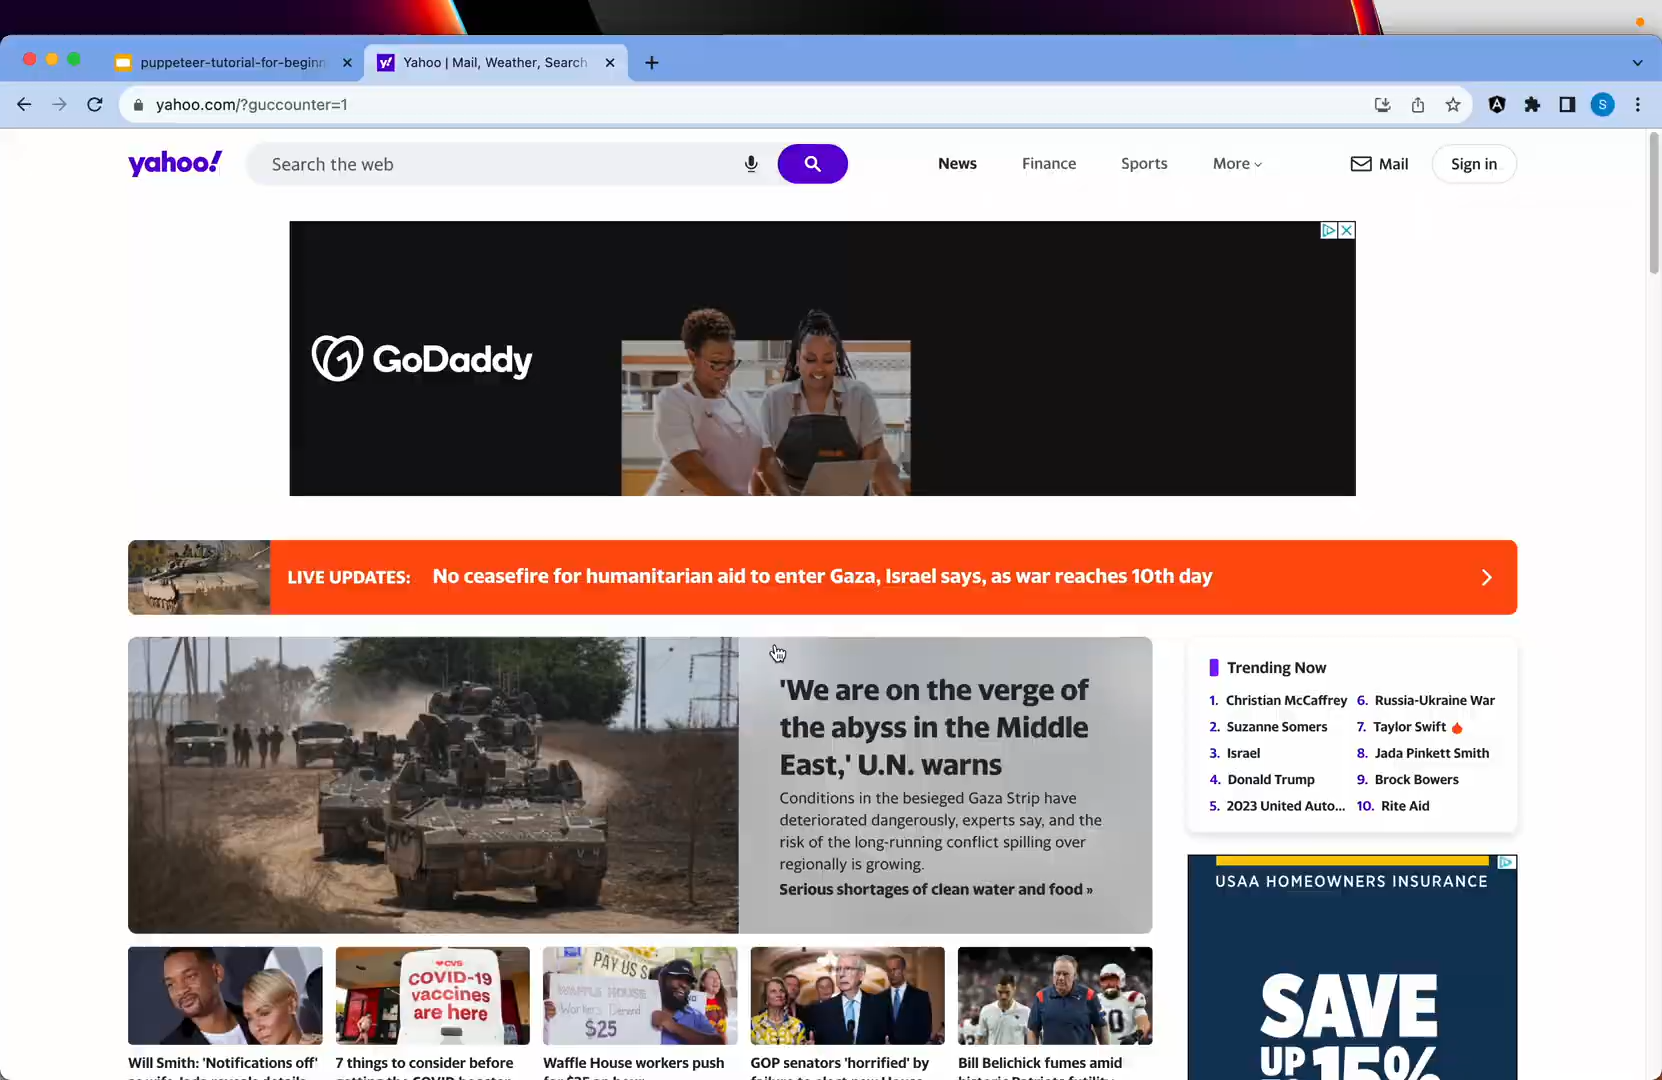 puppeteer-tutorial-for-beginn
Yahoo | Mail, Weather, Search
yahoo.com/?guccounter=1
S
yahoo!
Search the web
News
Finance
Sports
More
Mail
Sign in
GoDaddy
LIVE UPDATES: No ceasefire for humanitarian aid to enter Gaza, Israel says, as war reaches 10th day
'We are on the verge of
the abyss in the Middle
East,' U.N. warns
Conditions in the besieged Gaza Strip have
deteriorated dangerously, experts say, and the
risk of the long-running conflict spilling over
regionally is growing.
Serious shortages of clean water and food »
Trending Now
1. Christian McCaffrey
2. Suzanne Somers
3. Israel
4. Donald Trump
5. 2023 United Auto...
6. Russia-Ukraine War
7. Taylor Swift
8. Jada Pinkett Smith
9. Brock Bowers
10. Rite Aid
USAA HOMEOWNERS INSURANCE
SAVE
UP
15%
CVS
COVID-19
vaccines
are here
PAY US $
WAFFLE HOUSE
Workers Demand
$25
Will Smith: 'Notifications off'
7 things to consider before
Waffle House workers push
GOP senators 'horrified' by
Bill Belichick fumes amid